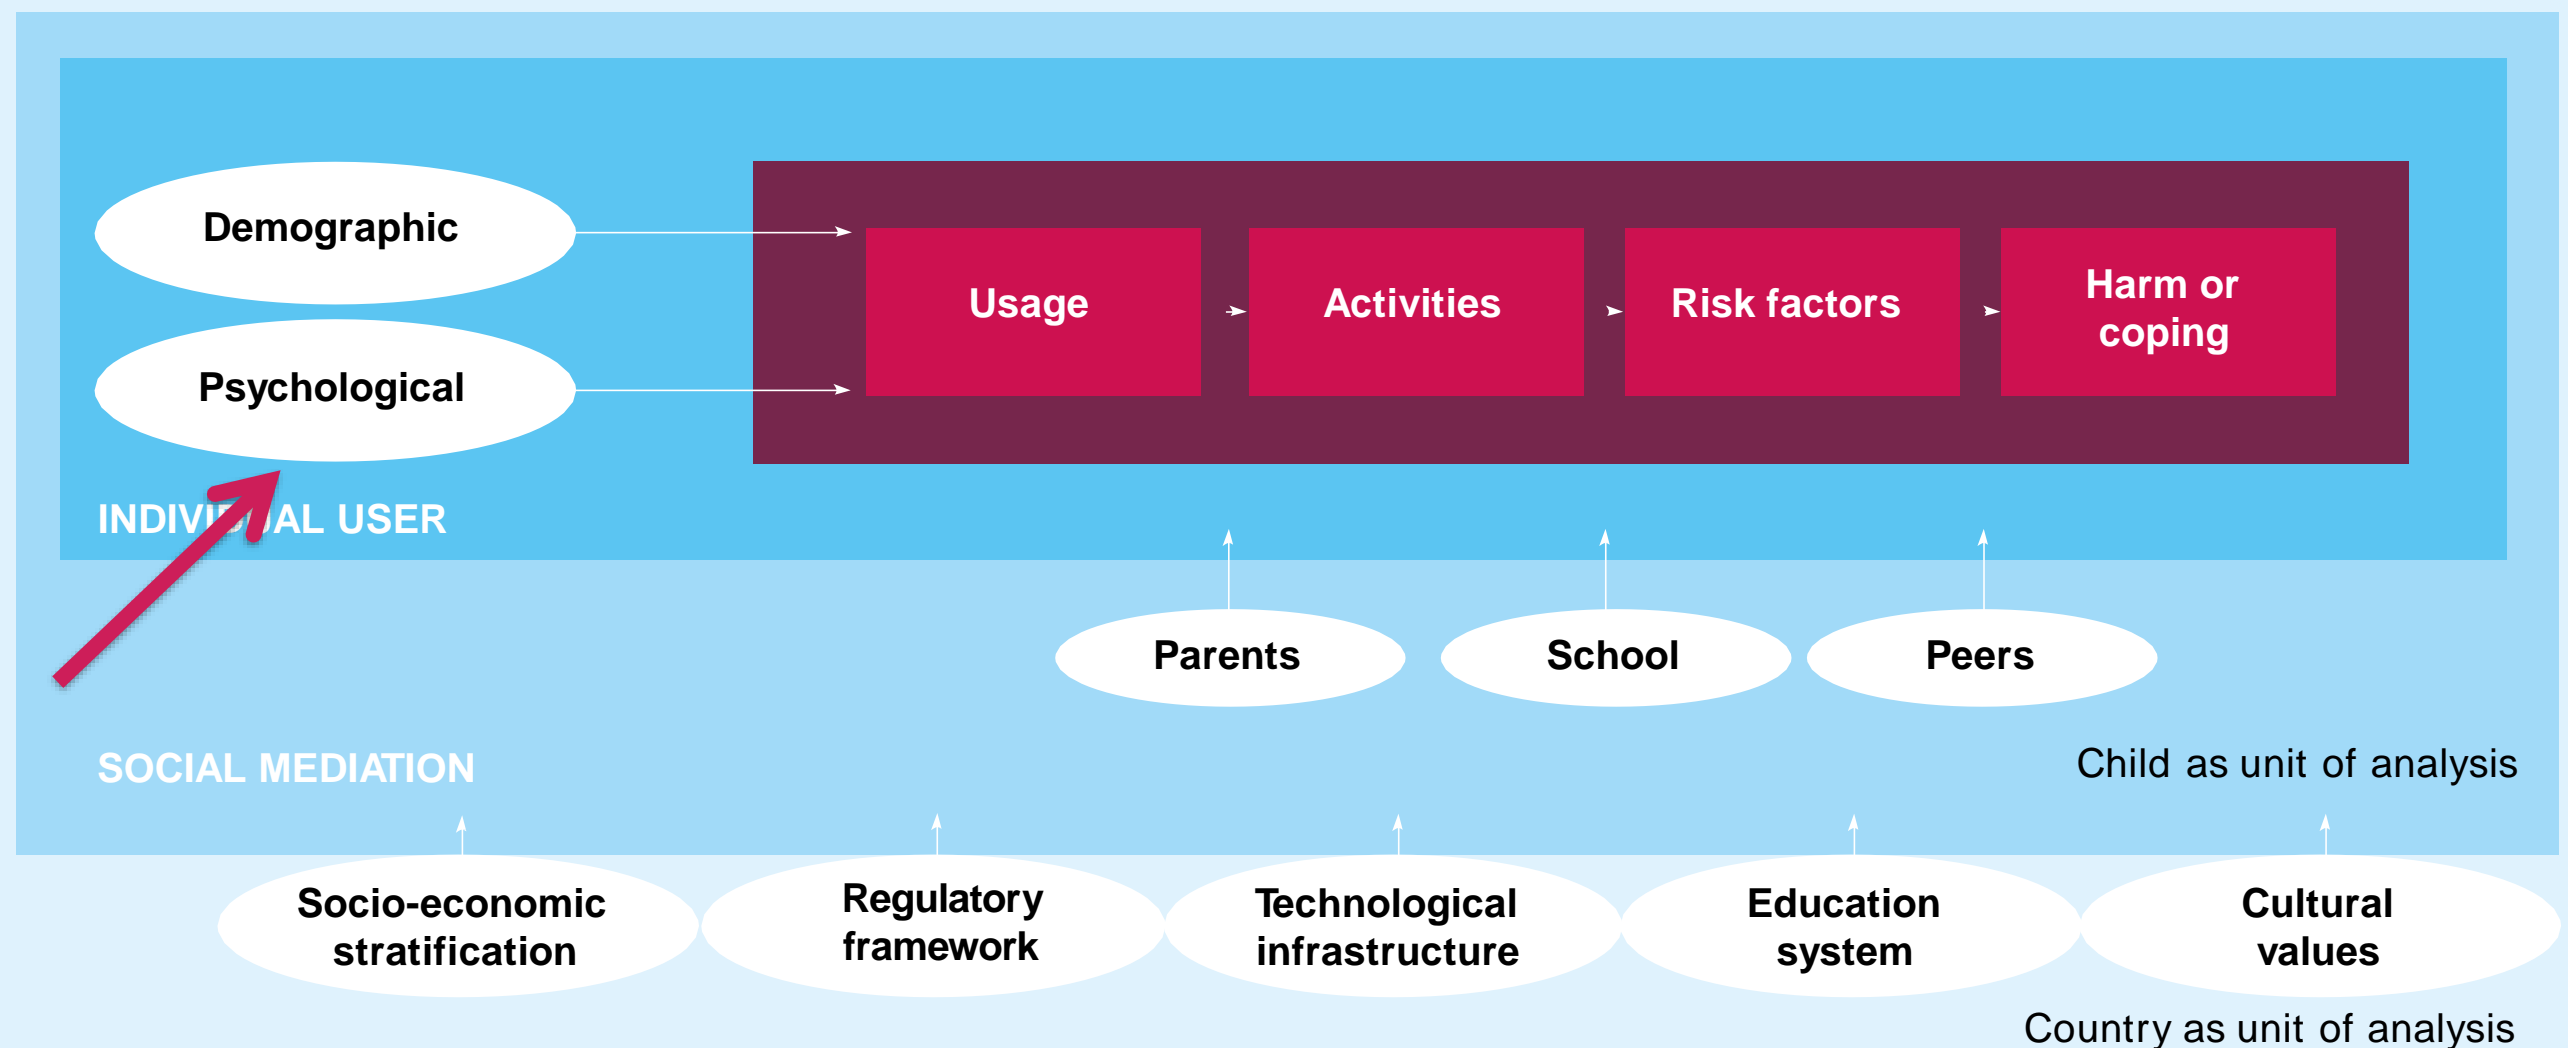 Demographic
Psychological
Usage
Activities
Risk factors
Harm or
coping
INDIVIDUAL USER
Parents
School
Peers
SOCIAL MEDIATION
Child as unit of analysis
Socio-economic
stratification
Regulatory
framework
Technological
infrastructure
Education
system
Cultural
values
Country as unit of analysis